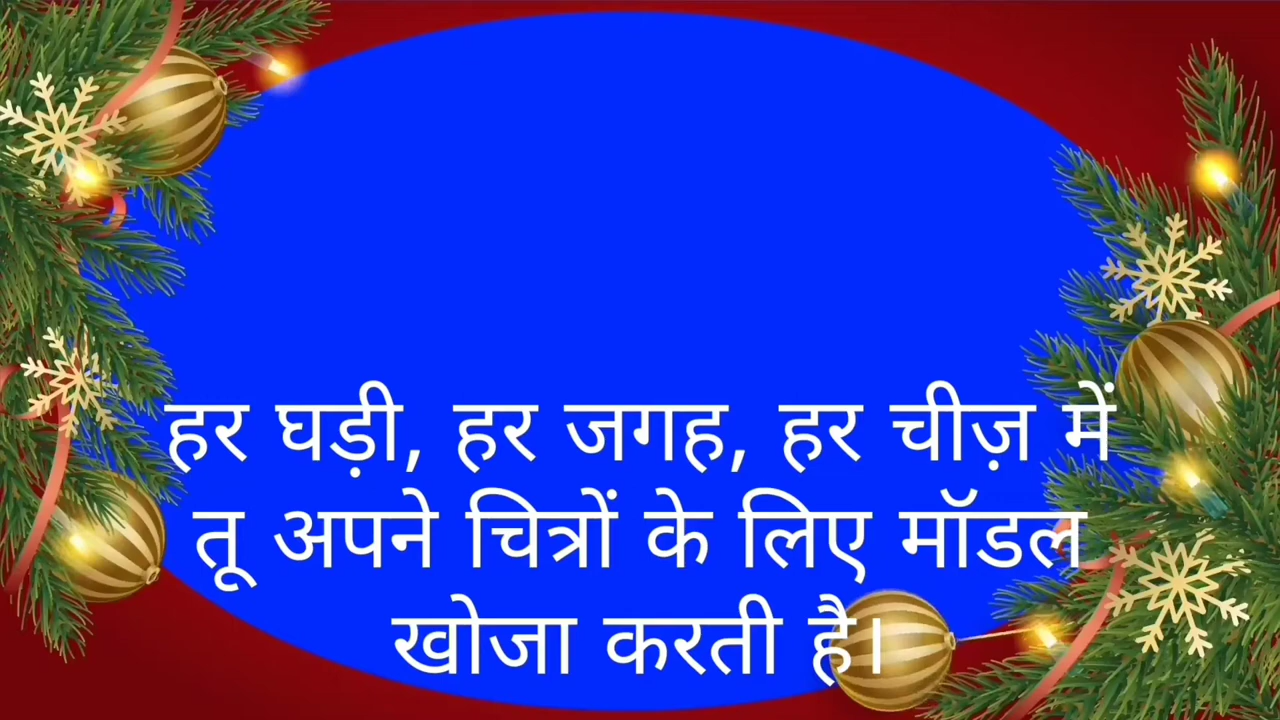 हर घड़ी, हर जगह, हर चीज़ में
तू अपने चित्रों के लिए मॉडल
खोजा करती है।